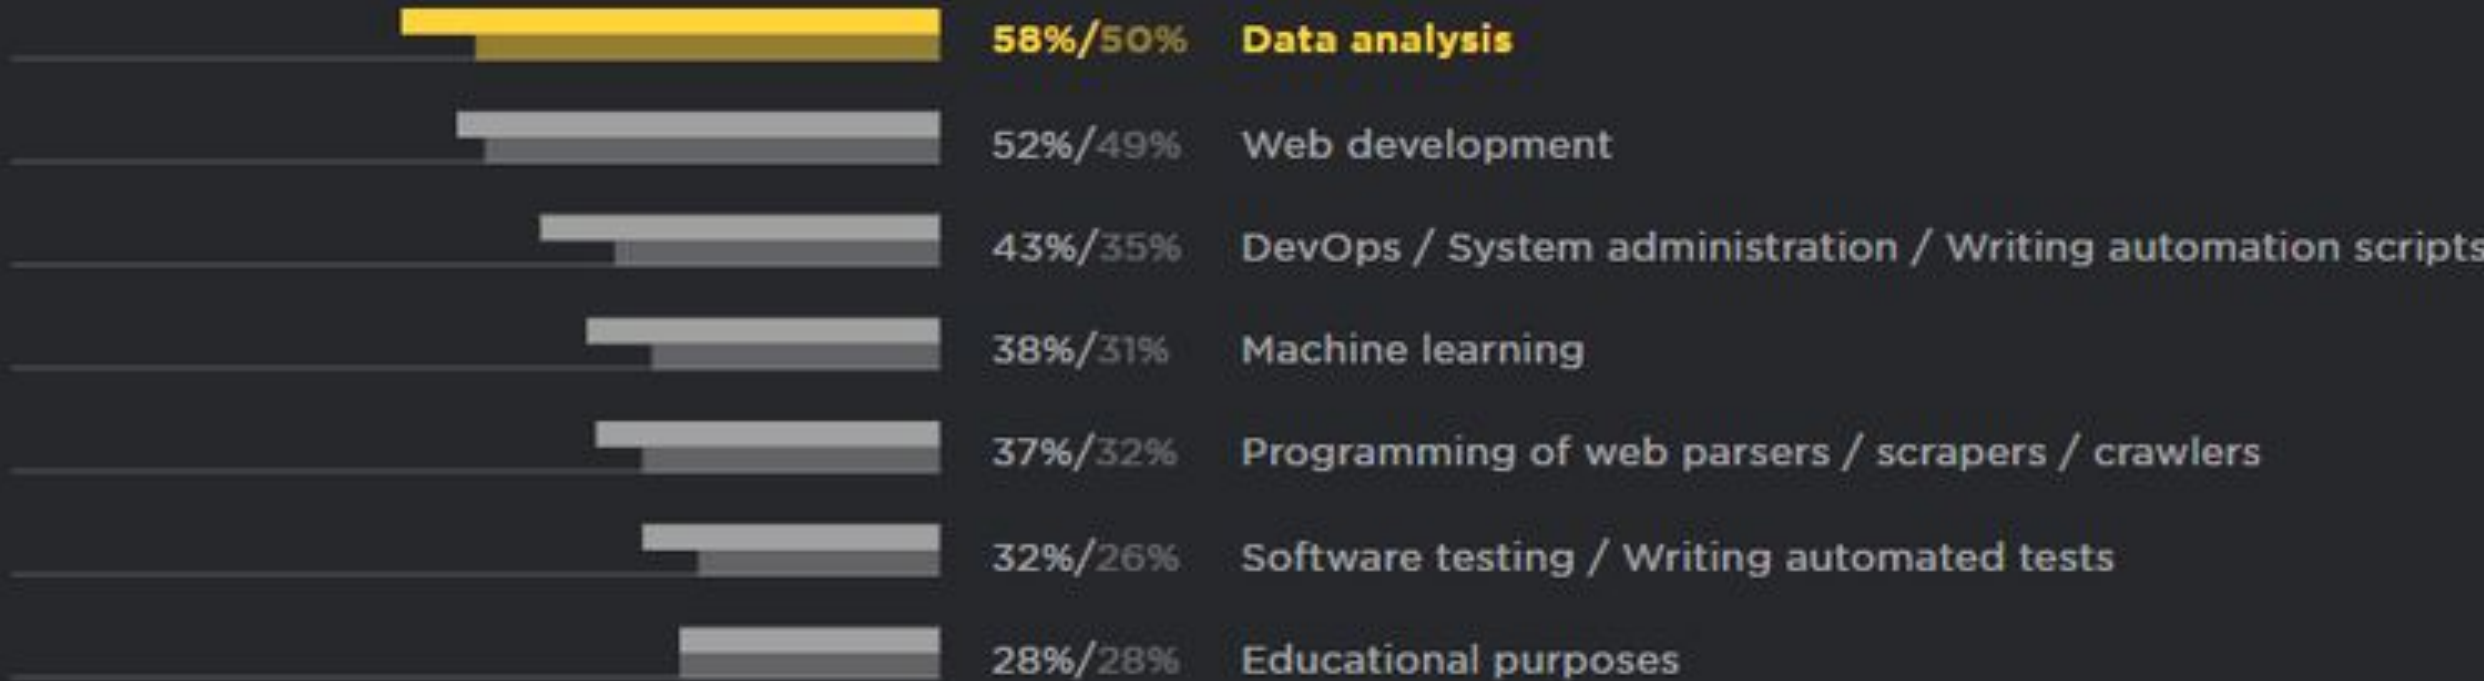 58%/50% Data analysis
52%/49% Web development
43%/35% DevOps / System administration / Writing automation scripts
38%/31% Machine learning
37%/32% Programming of web parsers / scrapers / crawlers
32%/26% Software testing / Writing automated tests
28%/28% Educational purposes